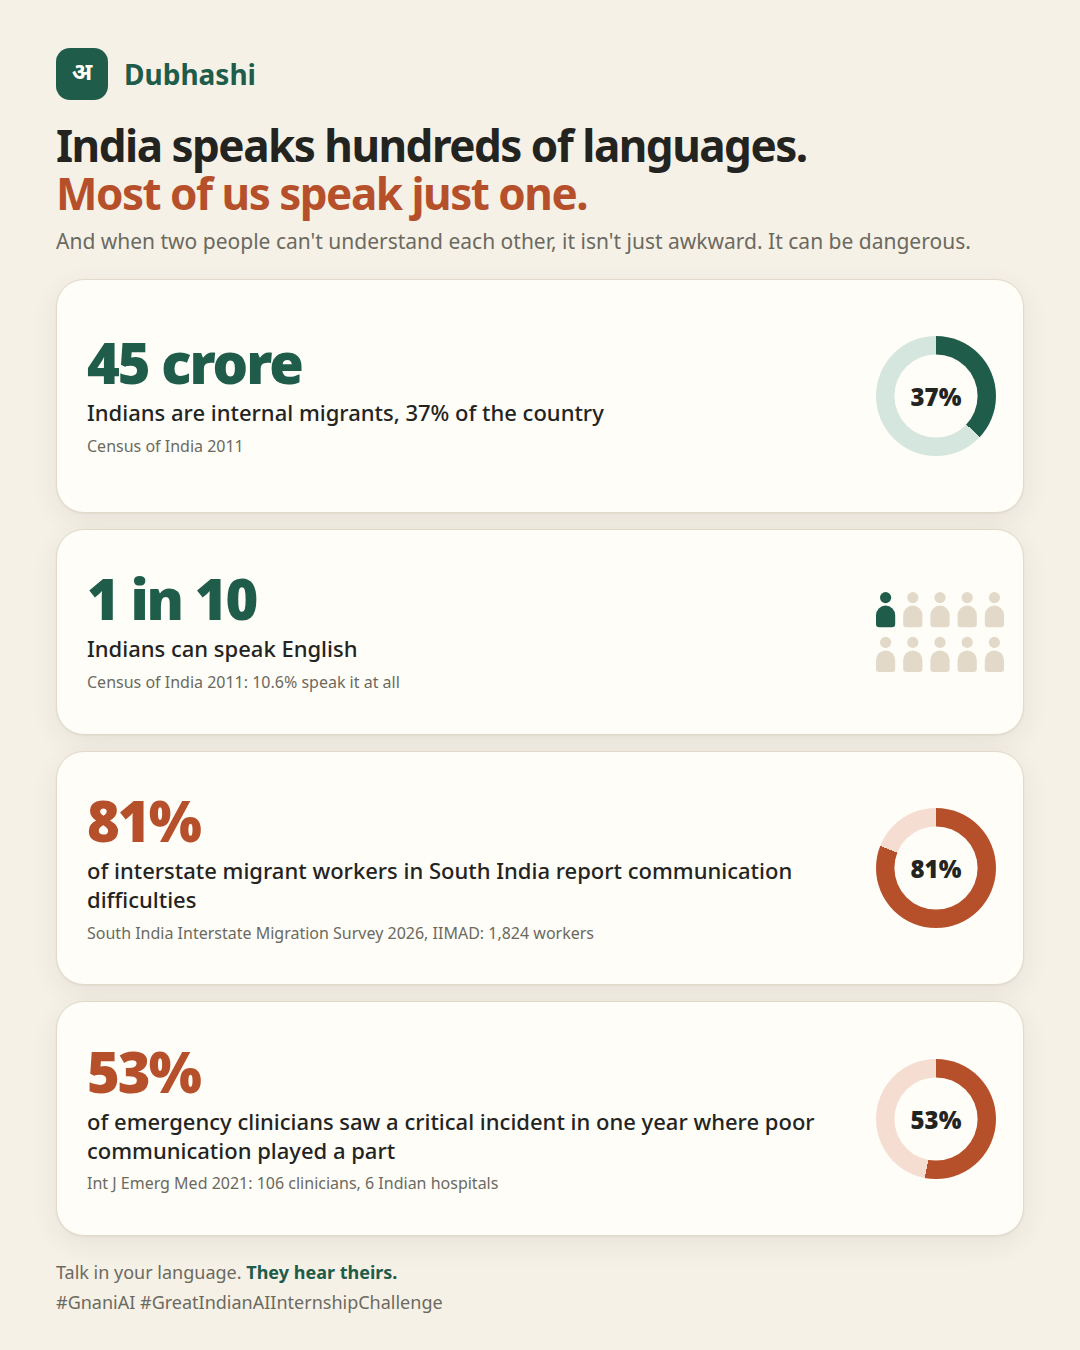 अ
Dubhashi
India speaks hundreds of languages.
Most of us speak just one.
And when two people can't understand each other, it isn't just awkward. It can be dangerous.
45 crore
Indians are internal migrants, 37% of the country
Census of India 2011
37%
1 in 10
Indians can speak English
Census of India 2011: 10.6% speak it at all
81%
of interstate migrant workers in South India report communication
difficulties
South India Interstate Migration Survey 2026, IIMAD: 1,824 workers
81%
53%
of emergency clinicians saw a critical incident in one year where poor
communication played a part
Int J Emerg Med 2021: 106 clinicians, 6 Indian hospitals
53%
Talk in your language. They hear theirs.
#GnaniAI #GreatIndianAIInternshipChallenge